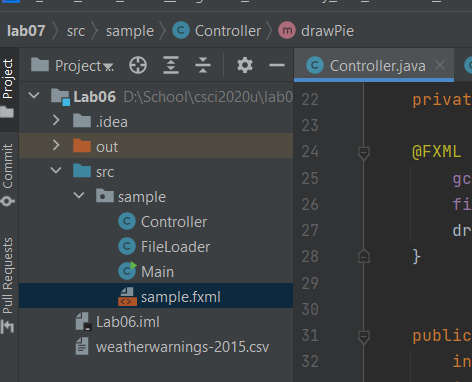 lab07 > src > sample > Controller > drawPie
Project
Controller.java
Project
Commit
Pull Requests
Lab06 D:\School\csci2020u\lab0
.idea
out
src
sample
Controller
FileLoader
Main
sample.fxml
Lab06.iml
weatherwarnings-2015.csv
22 privat
23
24 @FXML
25 gc
26 fi
27 dr
28 }
29
30
31 public
32 in